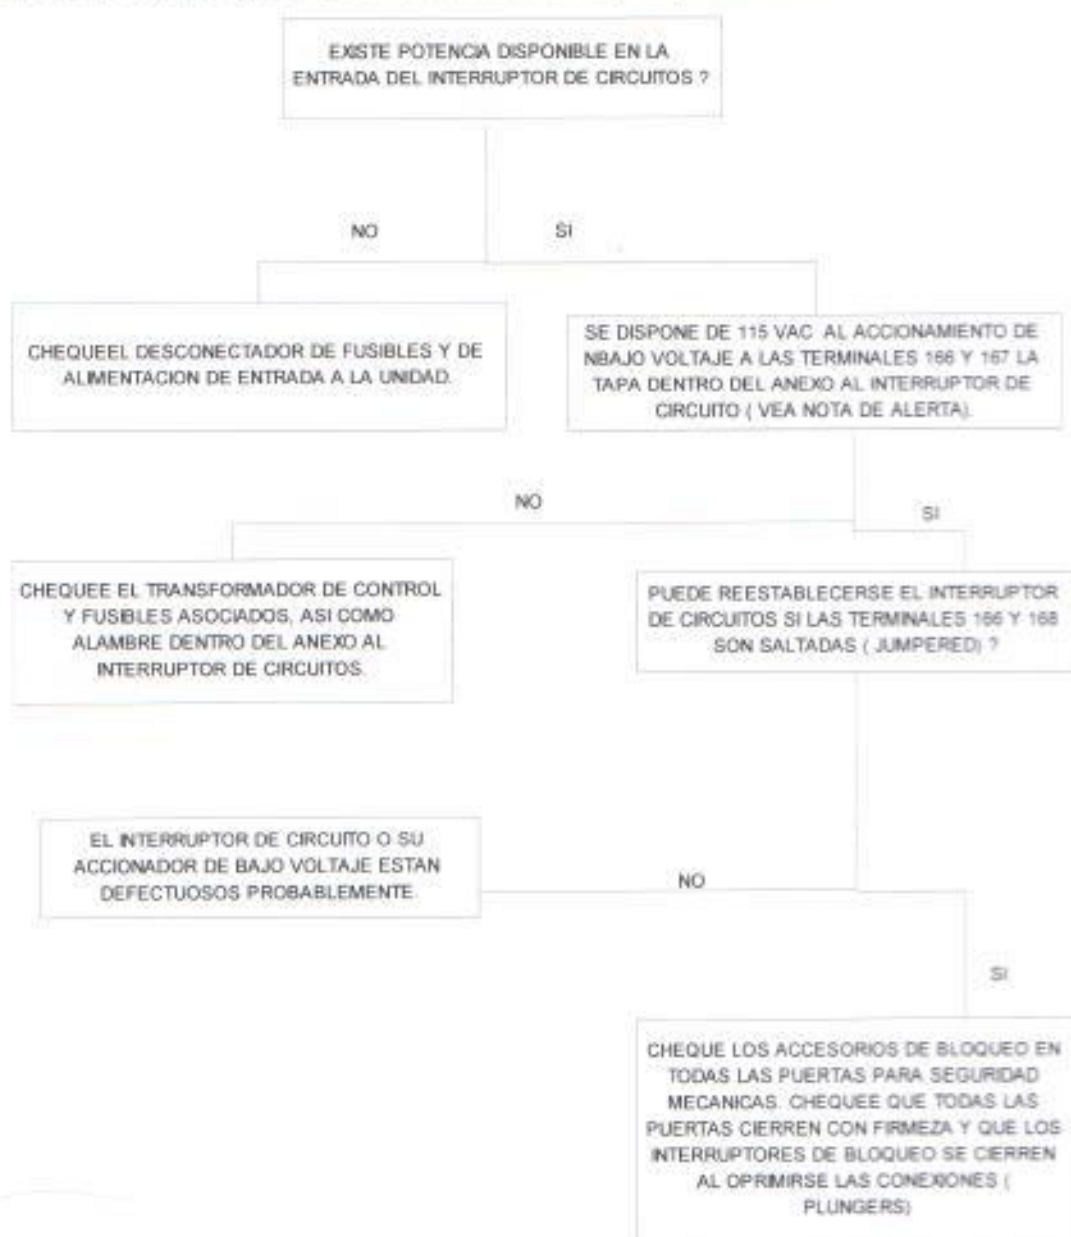 EXISTE POTENCIA DISPONIBLE EN LA
ENTRADA DEL INTERRUPTOR DE CIRCUITOS ?
NO
SI
CHEQUEEL DESCONECTADOR DE FUSIBLES Y DE
ALIMENTACION DE ENTRADA A LA UNIDAD.
SE DISPONE DE 115 VAC AL ACCIONAMIENTO DE
NBAJO VOLTAJE A LAS TERMINALES 166 Y 167 LA
TAPA DENTRO DEL ANEXO AL INTERRUPTOR DE
CIRCUITO ( VEA NOTA DE ALERTA).
NO
SI
CHEQUEE EL TRANSFORMADOR DE CONTROL
Y FUSIBLES ASOCIADOS, ASI COMO
ALAMBRE DENTRO DEL ANEXO AL
INTERRUPTOR DE CIRCUITOS.
PUEDE REESTABLECERSE EL INTERRUPTOR
DE CIRCUITOS SI LAS TERMINALES 166 Y 168
SON SALTADAS ( JUMPERED) ?
EL INTERRUPTOR DE CIRCUITO O SU
ACCIONADOR DE BAJO VOLTAJE ESTAN
DEFECTUOSOS PROBABLEMENTE.
NO
SI
CHEQUE LOS ACCESORIOS DE BLOQUEO EN
TODAS LAS PUERTAS PARA SEGURIDAD
MECANICAS. CHEQUEE QUE TODAS LAS
PUERTAS CIERREN CON FIRMEZA Y QUE LOS
INTERRUPTORES DE BLOQUEO SE CIERREN
AL OPRIMIRSE LAS CONEXIONES (
PLUNGERS)